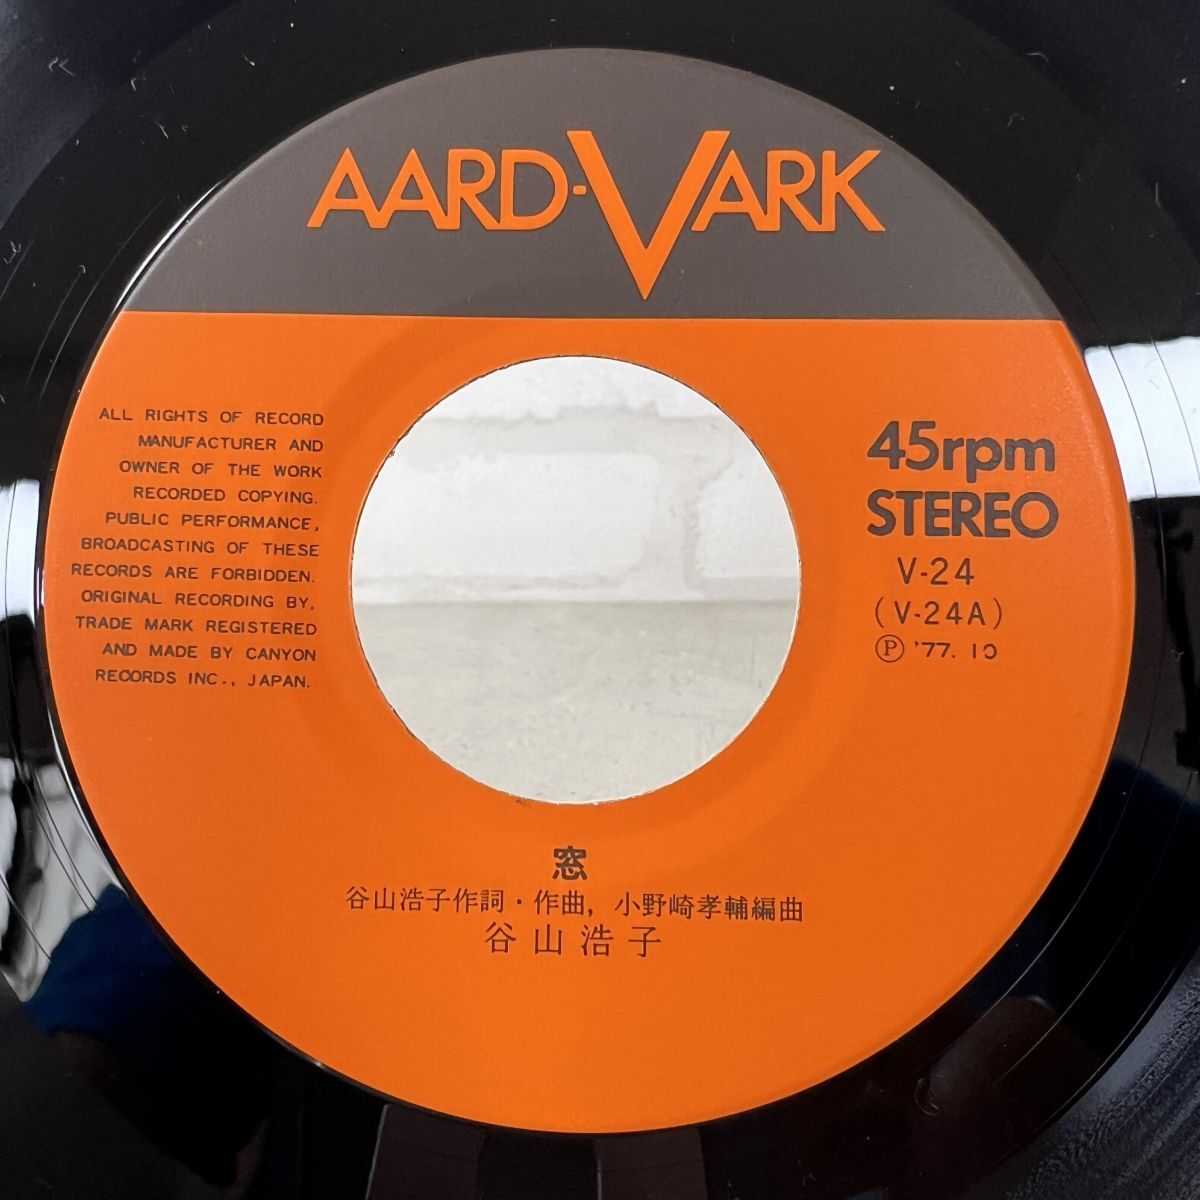 AARD-VARK
ALL RIGHTS OF RECORD
MANUFACTURER AND
OWNER OF THE WORK
RECORDED COPYING.
PUBLIC PERFORMANCE,
BROADCASTING OF THESE
RECORDS ARE FORBIDDEN.
ORIGINAL RECORDING BY,
TRADE MARK REGISTERED
AND MADE BY CANYON
RECORDS INC., JAPAN.
45rpm
STEREO
V-24
(V-24A)
Ⓟ '77. 10
窓
谷山浩子作詞・作曲, 小野崎孝輔編曲
谷山浩子